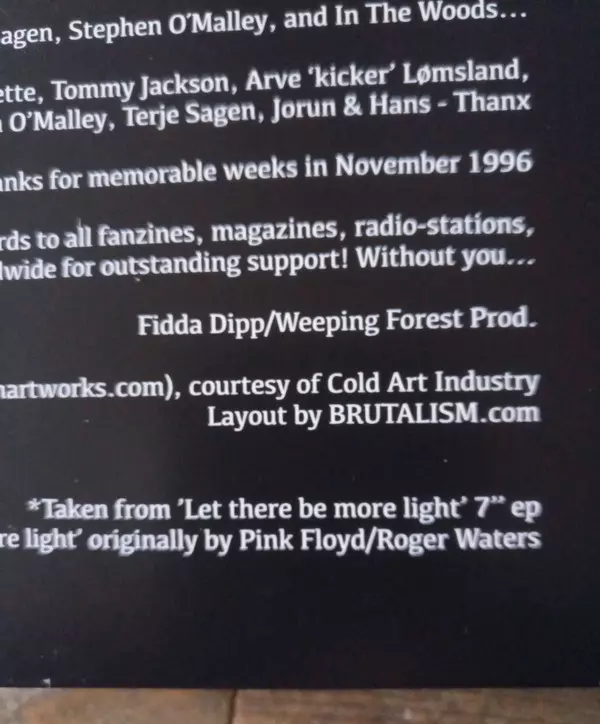 agen, Stephen O'Malley, and In The Woods...
ette, Tommy Jackson, Arve ‘kicker’ Lømsland,
O'Malley, Terje Sagen, Jorun & Hans - Thanx
anks for memorable weeks in November 1996
rds to all fanzines, magazines, radio-stations,
lwide for outstanding support! Without you...
Fidda Dipp/Weeping Forest Prod.
nartworks.com), courtesy of Cold Art Industry
Layout by BRUTALISM.com
*Taken from 'Let there be more light' 7” ep
re light' originally by Pink Floyd/Roger Waters